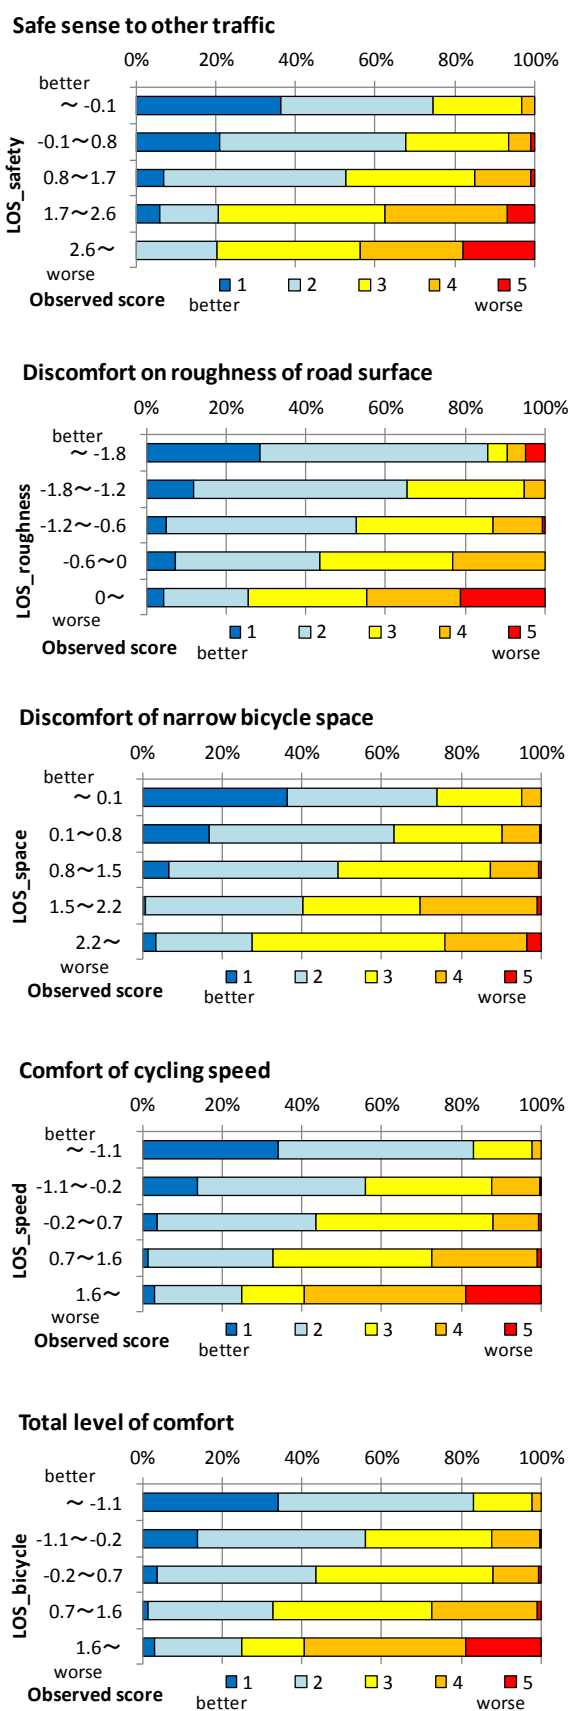 Safe sense to other traffic
0% 20% 40% 60% 80% 100%
better
～ -0.1
-0.1～0.8
0.8～1.7
1.7～2.6
2.6～
worse
LOS_safety
1 2 3 4 5
Observed score better worse
Discomfort on roughness of road surface
0% 20% 40% 60% 80% 100%
better
～ -1.8
-1.8～-1.2
-1.2～-0.6
-0.6～0
0～
worse
LOS_roughness
1 2 3 4 5
Observed score better worse
Discomfort of narrow bicycle space
0% 20% 40% 60% 80% 100%
better
～ 0.1
0.1～0.8
0.8～1.5
1.5～2.2
2.2～
worse
LOS_space
1 2 3 4 5
Observed score better worse
Comfort of cycling speed
0% 20% 40% 60% 80% 100%
better
～ -1.1
-1.1～-0.2
-0.2～0.7
0.7～1.6
1.6～
worse
LOS_speed
1 2 3 4 5
Observed score better worse
Total level of comfort
0% 20% 40% 60% 80% 100%
better
～ -1.1
-1.1～-0.2
-0.2～0.7
0.7～1.6
1.6～
worse
LOS_bicycle
1 2 3 4 5
Observed score better worse